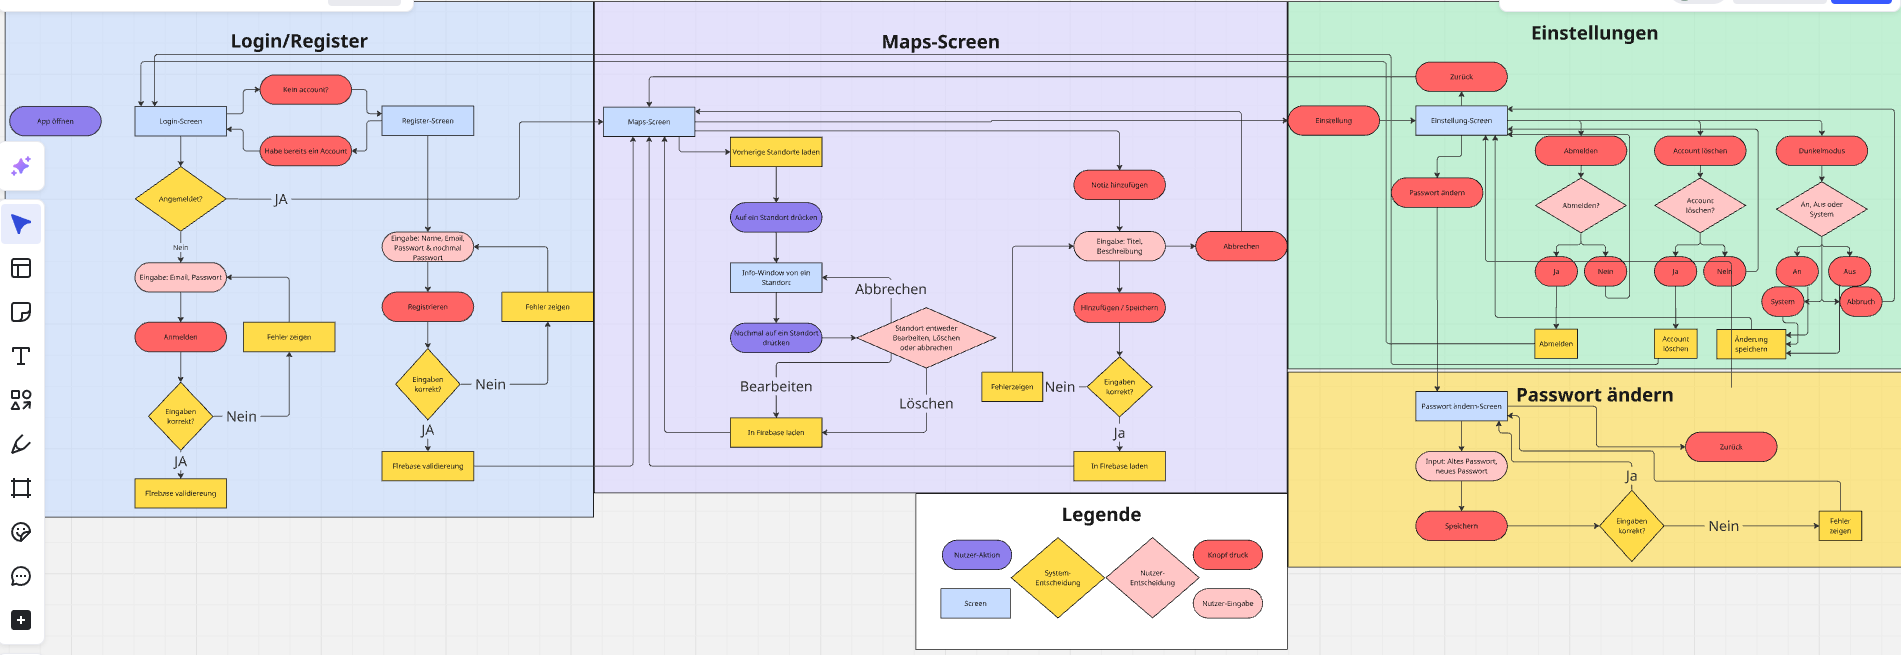 Login/Register
App öffnen
Kein account?
Login-Screen
Register-Screen
Habe bereits ein Account
Angemeldet?
JA
Nein
Eingabe: Email, Passwort
Anmelden
Fehler zeigen
Eingaben
korrekt?
Nein
JA
Firebase validiereung
Eingabe: Name, Email,
Passwort & nochmal
Passwort
Registrieren
Fehler zeigen
Eingaben
korrekt?
Nein
JA
Firebase validiereung
Maps-Screen
Maps-Screen
Vorherige Standorte laden
Auf ein Standort drücken
Info-Window von ein
Standort
Nochmal auf ein Standort
drücken
Abbrechen
Standort entweder
Bearbeiten, Löschen
oder abbrechen
Bearbeiten
Löschen
In Firebase laden
Notiz hinzufügen
Eingabe: Titel,
Beschreibung
Abbrechen
Hinzufügen / Speichern
Fehlerzeigen
Nein
Eingaben
korrekt?
Ja
In Firebase laden
Einstellungen
Zurück
Einstellung
Einstellung-Screen
Passwort ändern
Abmelden
Account löschen
Dunkelmodus
Abmelden?
Account
löschen?
An, Aus oder
System
Ja
Nein
Ja
Nein
An
Aus
System
Abbruch
Abmelden
Account
löschen
Änderung
speichern
Passwort ändern
Passwort ändern-Screen
Zurück
Input: Altes Passwort,
neues Passwort
Ja
Speichern
Eingaben
korrekt?
Nein
Fehler
zeigen
Legende
Nutzer-Aktion
System-
Entscheidung
Nutzer-
Entscheidung
Knopf druck
Screen
Nutzer-Eingabe